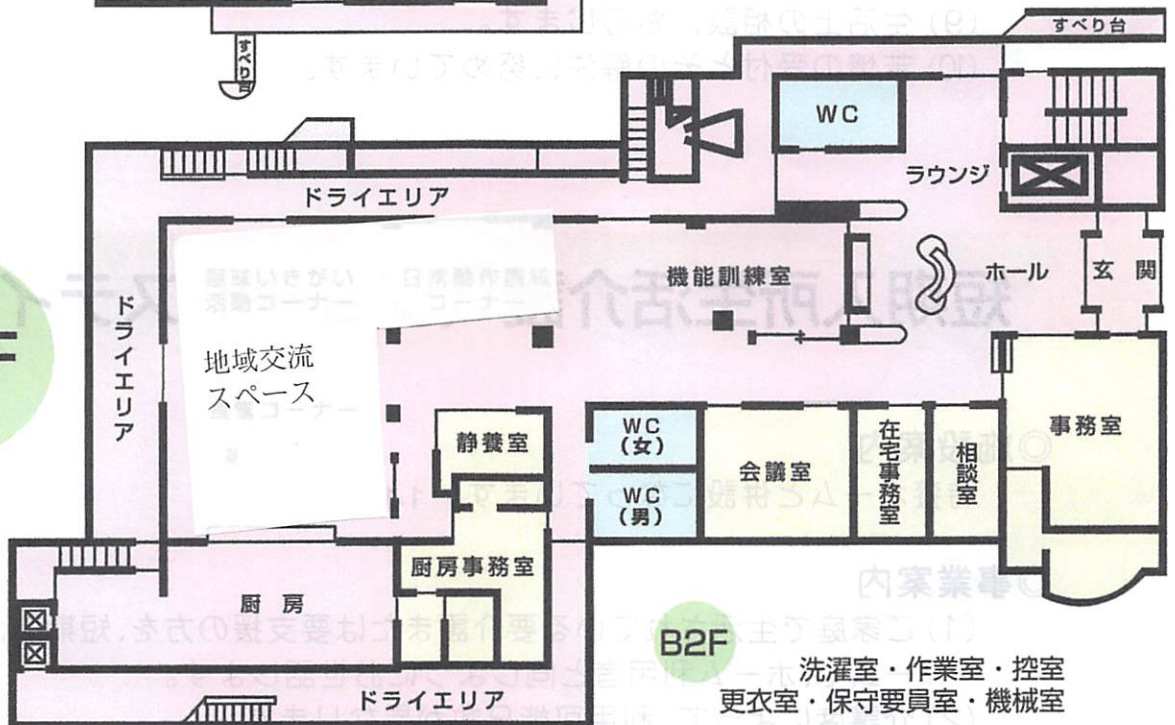 すべり台
すべり台
WC
ラウンジ
ドライエリア
機能訓練室
ホール
玄関
ドライエリア
地域交流
スペース
静養室
WC
(女)
WC
(男)
会議室
在宅事務室
相談室
事務室
厨房事務室
厨房
B2F
洗濯室・作業室・控室
更衣室・保守要員室・機械室
ドライエリア